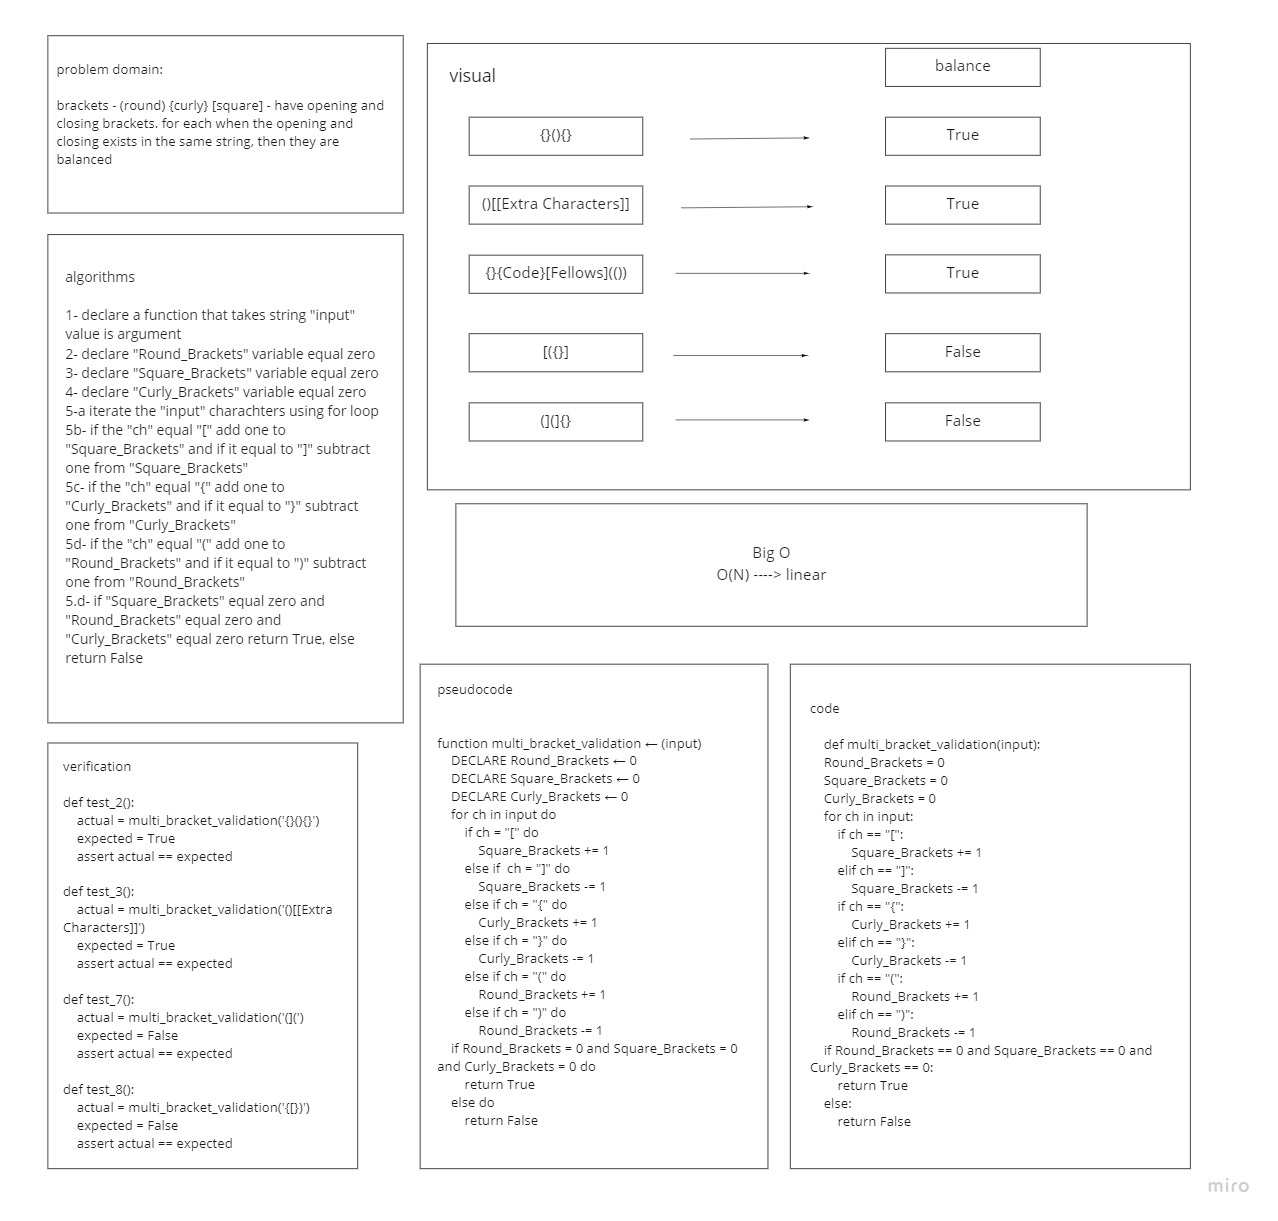 problem domain:
brackets - (round) {curly} [square] - have opening and
closing brackets. for each when the opening and
closing exists in the same string, then they are
balanced
algorithms
1- declare a function that takes string "input"
value is argument
2- declare "Round_Brackets" variable equal zero
3- declare "Square_Brackets" variable equal zero
4- declare "Curly_Brackets" variable equal zero
5-a iterate the "input" charachters using for loop
5b- if the "ch" equal "[" add one to
"Square_Brackets" and if it equal to "]" subtract
one from "Square_Brackets"
5c- if the "ch" equal "{" add one to
"Curly_Brackets" and if it equal to "}" subtract
one from "Curly_Brackets"
5d- if the "ch" equal "(" add one to
"Round_Brackets" and if it equal to ")" subtract
one from "Round_Brackets"
5.d- if "Square_Brackets" equal zero and
"Round_Brackets" equal zero and
"Curly_Brackets" equal zero return True, else
return False
verification
def test_2():
    actual = multi_bracket_validation('{}(){}')
    expected = True
    assert actual == expected
def test_3():
    actual = multi_bracket_validation('()[[Extra
Characters]]')
    expected = True
    assert actual == expected
def test_7():
    actual = multi_bracket_validation('(](')
    expected = False
    assert actual == expected
def test_8():
    actual = multi_bracket_validation('{[})')
    expected = False
    assert actual == expected
visual
balance
{}(){}
True
()[[Extra Characters]]
True
{}{Code}[Fellows](())
True
[({}]
False
(](]{}
False
Big O
O(N) ----> linear
pseudocode
function multi_bracket_validation ← (input)
    DECLARE Round_Brackets ← 0
    DECLARE Square_Brackets ← 0
    DECLARE Curly_Brackets ← 0
    for ch in input do
        if ch = "[" do
            Square_Brackets += 1
        else if  ch = "]" do
            Square_Brackets -= 1
        else if ch = "{" do
            Curly_Brackets += 1
        else if ch = "}" do
            Curly_Brackets -= 1
        else if ch = "(" do
            Round_Brackets += 1
        else if ch = ")" do
            Round_Brackets -= 1
    if Round_Brackets = 0 and Square_Brackets = 0
and Curly_Brackets = 0 do
        return True
    else do
        return False
code
    def multi_bracket_validation(input):
    Round_Brackets = 0
    Square_Brackets = 0
    Curly_Brackets = 0
    for ch in input:
        if ch == "[":
            Square_Brackets += 1
        elif ch == "]":
            Square_Brackets -= 1
        if ch == "{":
            Curly_Brackets += 1
        elif ch == "}":
            Curly_Brackets -= 1
        if ch == "(":
            Round_Brackets += 1
        elif ch == ")":
            Round_Brackets -= 1
    if Round_Brackets == 0 and Square_Brackets == 0 and
Curly_Brackets == 0:
        return True
    else:
        return False
miro